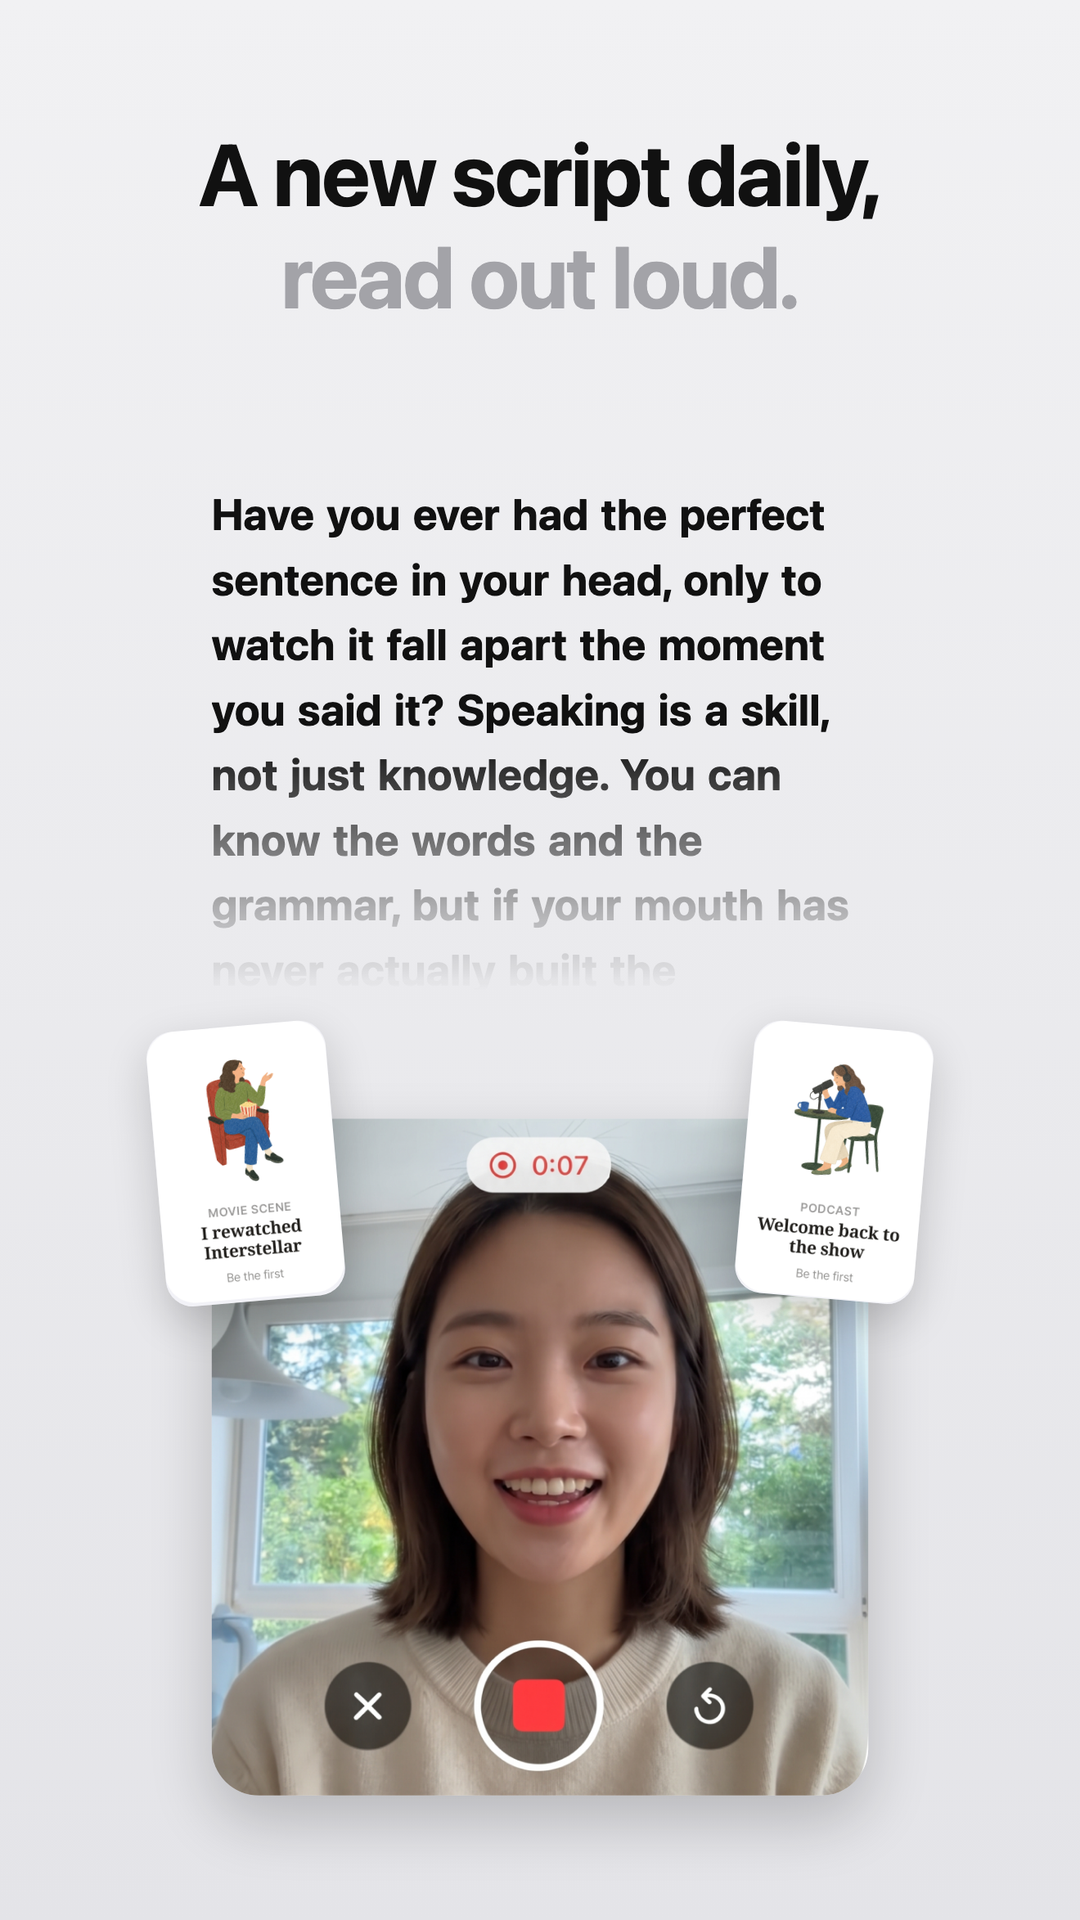 A new script daily,
read out loud.
Have you ever had the perfect
sentence in your head, only to
watch it fall apart the moment
you said it? Speaking is a skill,
not just knowledge. You can
know the words and the
grammar, but if your mouth has
never actually built the
MOVIE SCENE
I rewatched
Interstellar
Be the first
PODCAST
Welcome back to
the show
Be the first
0:07